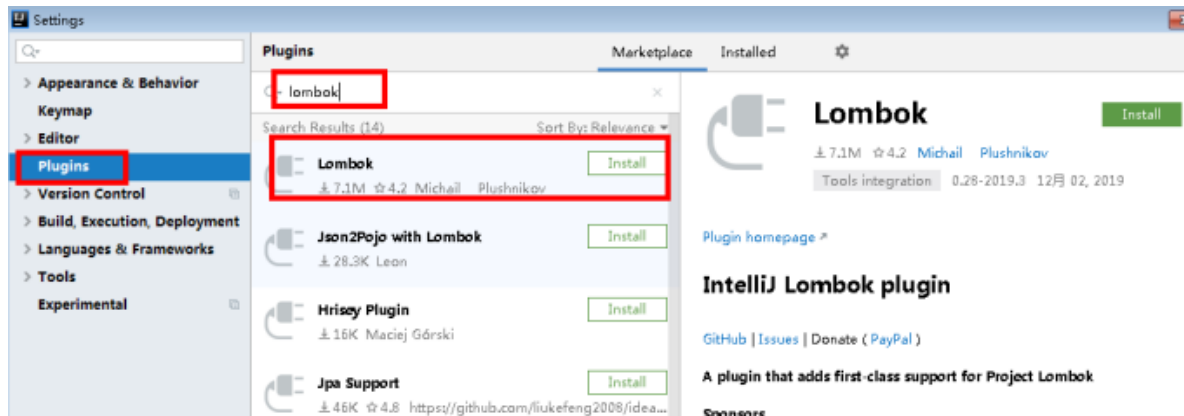 Settings
Plugins
Marketplace
Installed
Appearance & Behavior
Keymap
Editor
Plugins
Version Control
Build, Execution, Deployment
Languages & Frameworks
Tools
Experimental
lombok
Search Results (14)
Sort By: Relevance
Lombok
Install
7.1M 4.2 Michail Plushnikov
Json2Pojo with Lombok
Install
28.3K Leon
Hrisey Plugin
Install
16K Maciej Górski
Jpa Support
Install
46K 4.8 https://github.com/liukefeng2008/idea...
Lombok
Install
7.1M 4.2 Michail Plushnikov
Tools integration 0.28-2019.3 12月 02, 2019
Plugin homepage
IntelliJ Lombok plugin
GitHub | Issues | Donate ( PayPal )
A plugin that adds first-class support for Project Lombok
Sponsors